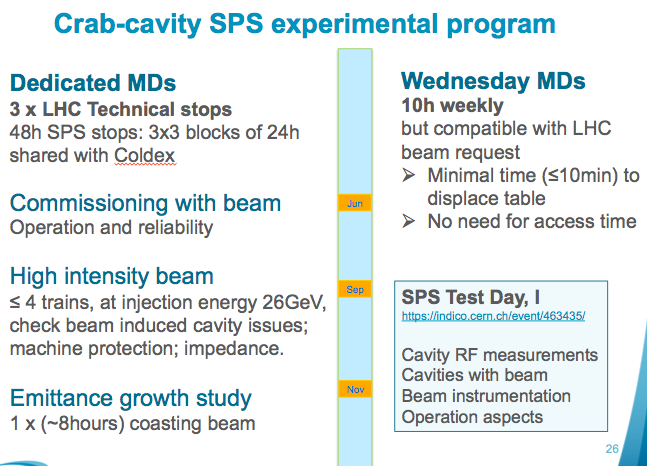 Crab-cavity SPS experimental program
Dedicated MDs
3 x LHC Technical stops
48h SPS stops: 3x3 blocks of 24h
shared with Coldex
Commissioning with beam
Operation and reliability
High intensity beam
≤ 4 trains, at injection energy 26GeV,
check beam induced cavity issues;
machine protection; impedance.
Emittance growth study
1 x (~8hours) coasting beam
Jun
Sep
Nov
Wednesday MDs
10h weekly
but compatible with LHC
beam request
➢ Minimal time (≤10min) to
displace table
➢ No need for access time
SPS Test Day, I
https://indico.cern.ch/event/463435/
Cavity RF measurements
Cavities with beam
Beam instrumentation
Operation aspects
26